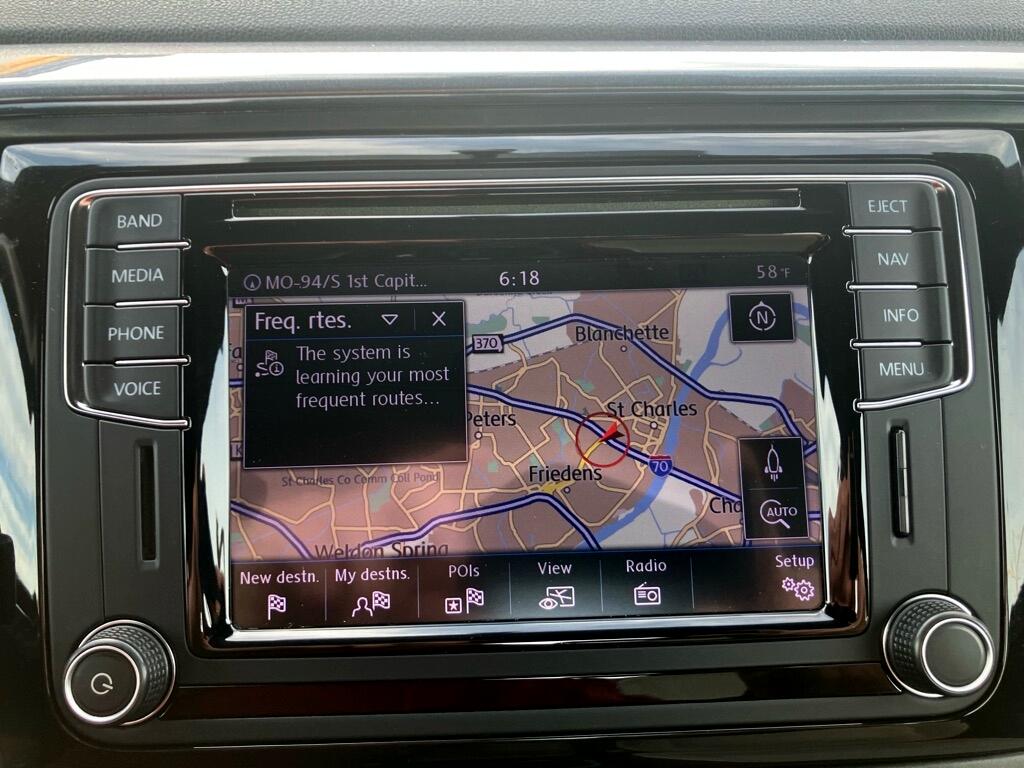 BAND
MEDIA
PHONE
VOICE
EJECT
NAV
INFO
MENU
MO-94/S 1st Capit...
6:18
58 °F
Freq. rtes.
The system is
learning your most
frequent routes...
N
370
Blanchette
Peters
St Charles
70
Friedens
St Charles Co Comm Coll Pond
Weldon Spring
Cha
AUTO
New destn.
My destns.
POIs
View
Radio
Setup